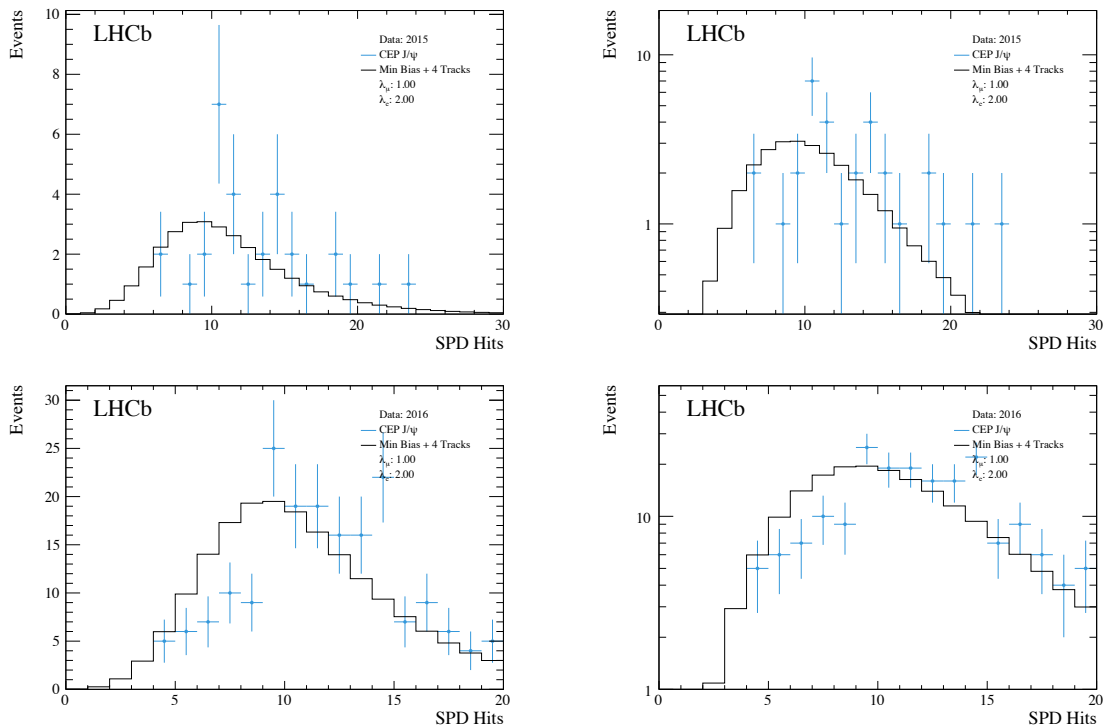 Events
10
8
6
4
2
0
LHCb
Data: 2015
CEP J/ψ
Min Bias + 4 Tracks
λμ: 1.00
λe: 2.00
0 10 20 30
SPD Hits
Events
10
1
LHCb
Data: 2015
CEP J/ψ
Min Bias + 4 Tracks
λμ: 1.00
λe: 2.00
0 10 20 30
SPD Hits
Events
30
25
20
15
10
5
0
LHCb
Data: 2016
CEP J/ψ
Min Bias + 4 Tracks
λμ: 1.00
λe: 2.00
5 10 15 20
SPD Hits
Events
10
1
LHCb
Data: 2016
CEP J/ψ
Min Bias + 4 Tracks
λμ: 1.00
λe: 2.00
5 10 15 20
SPD Hits